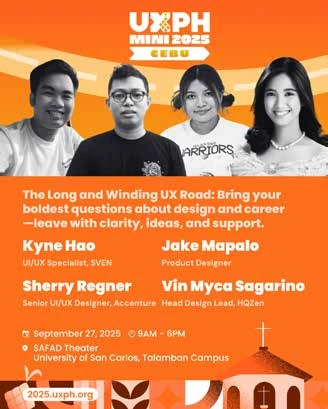 UXPH
MINI 2025
CEBU
WARRIORS
The Long and Winding UX Road: Bring your
boldest questions about design and career
—leave with clarity, ideas, and support.
Kyne Hao
UI/UX Specialist, SVEN
Jake Mapalo
Product Designer
Sherry Regner
Senior UI/UX Designer, Accenture
Vin Myca Sagarino
Head Design Lead, HQZen
September 27, 2025 9AM – 6PM
SAFAD Theater
University of San Carlos, Talamban Campus
2025.uxph.org